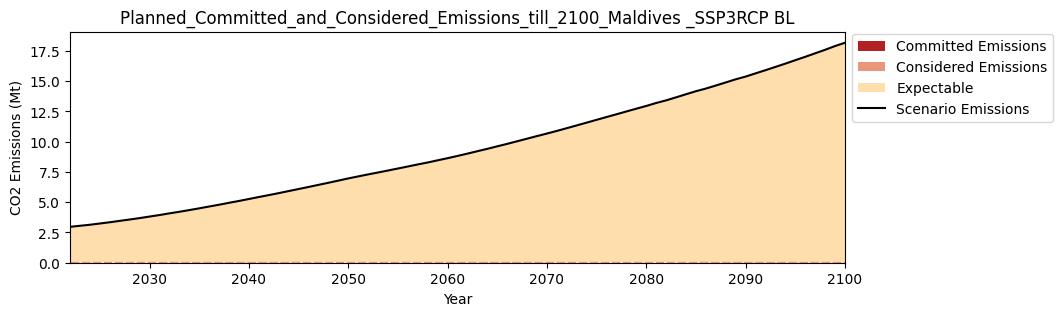 Planned_Committed_and_Considered_Emissions_till_2100_Maldives _SSP3RCP BL
Committed Emissions
Considered Emissions
Expectable
Scenario Emissions
CO2 Emissions (Mt)
17.5
15.0
12.5
10.0
7.5
5.0
2.5
0.0
2030 2040 2050 2060 2070 2080 2090 2100
Year